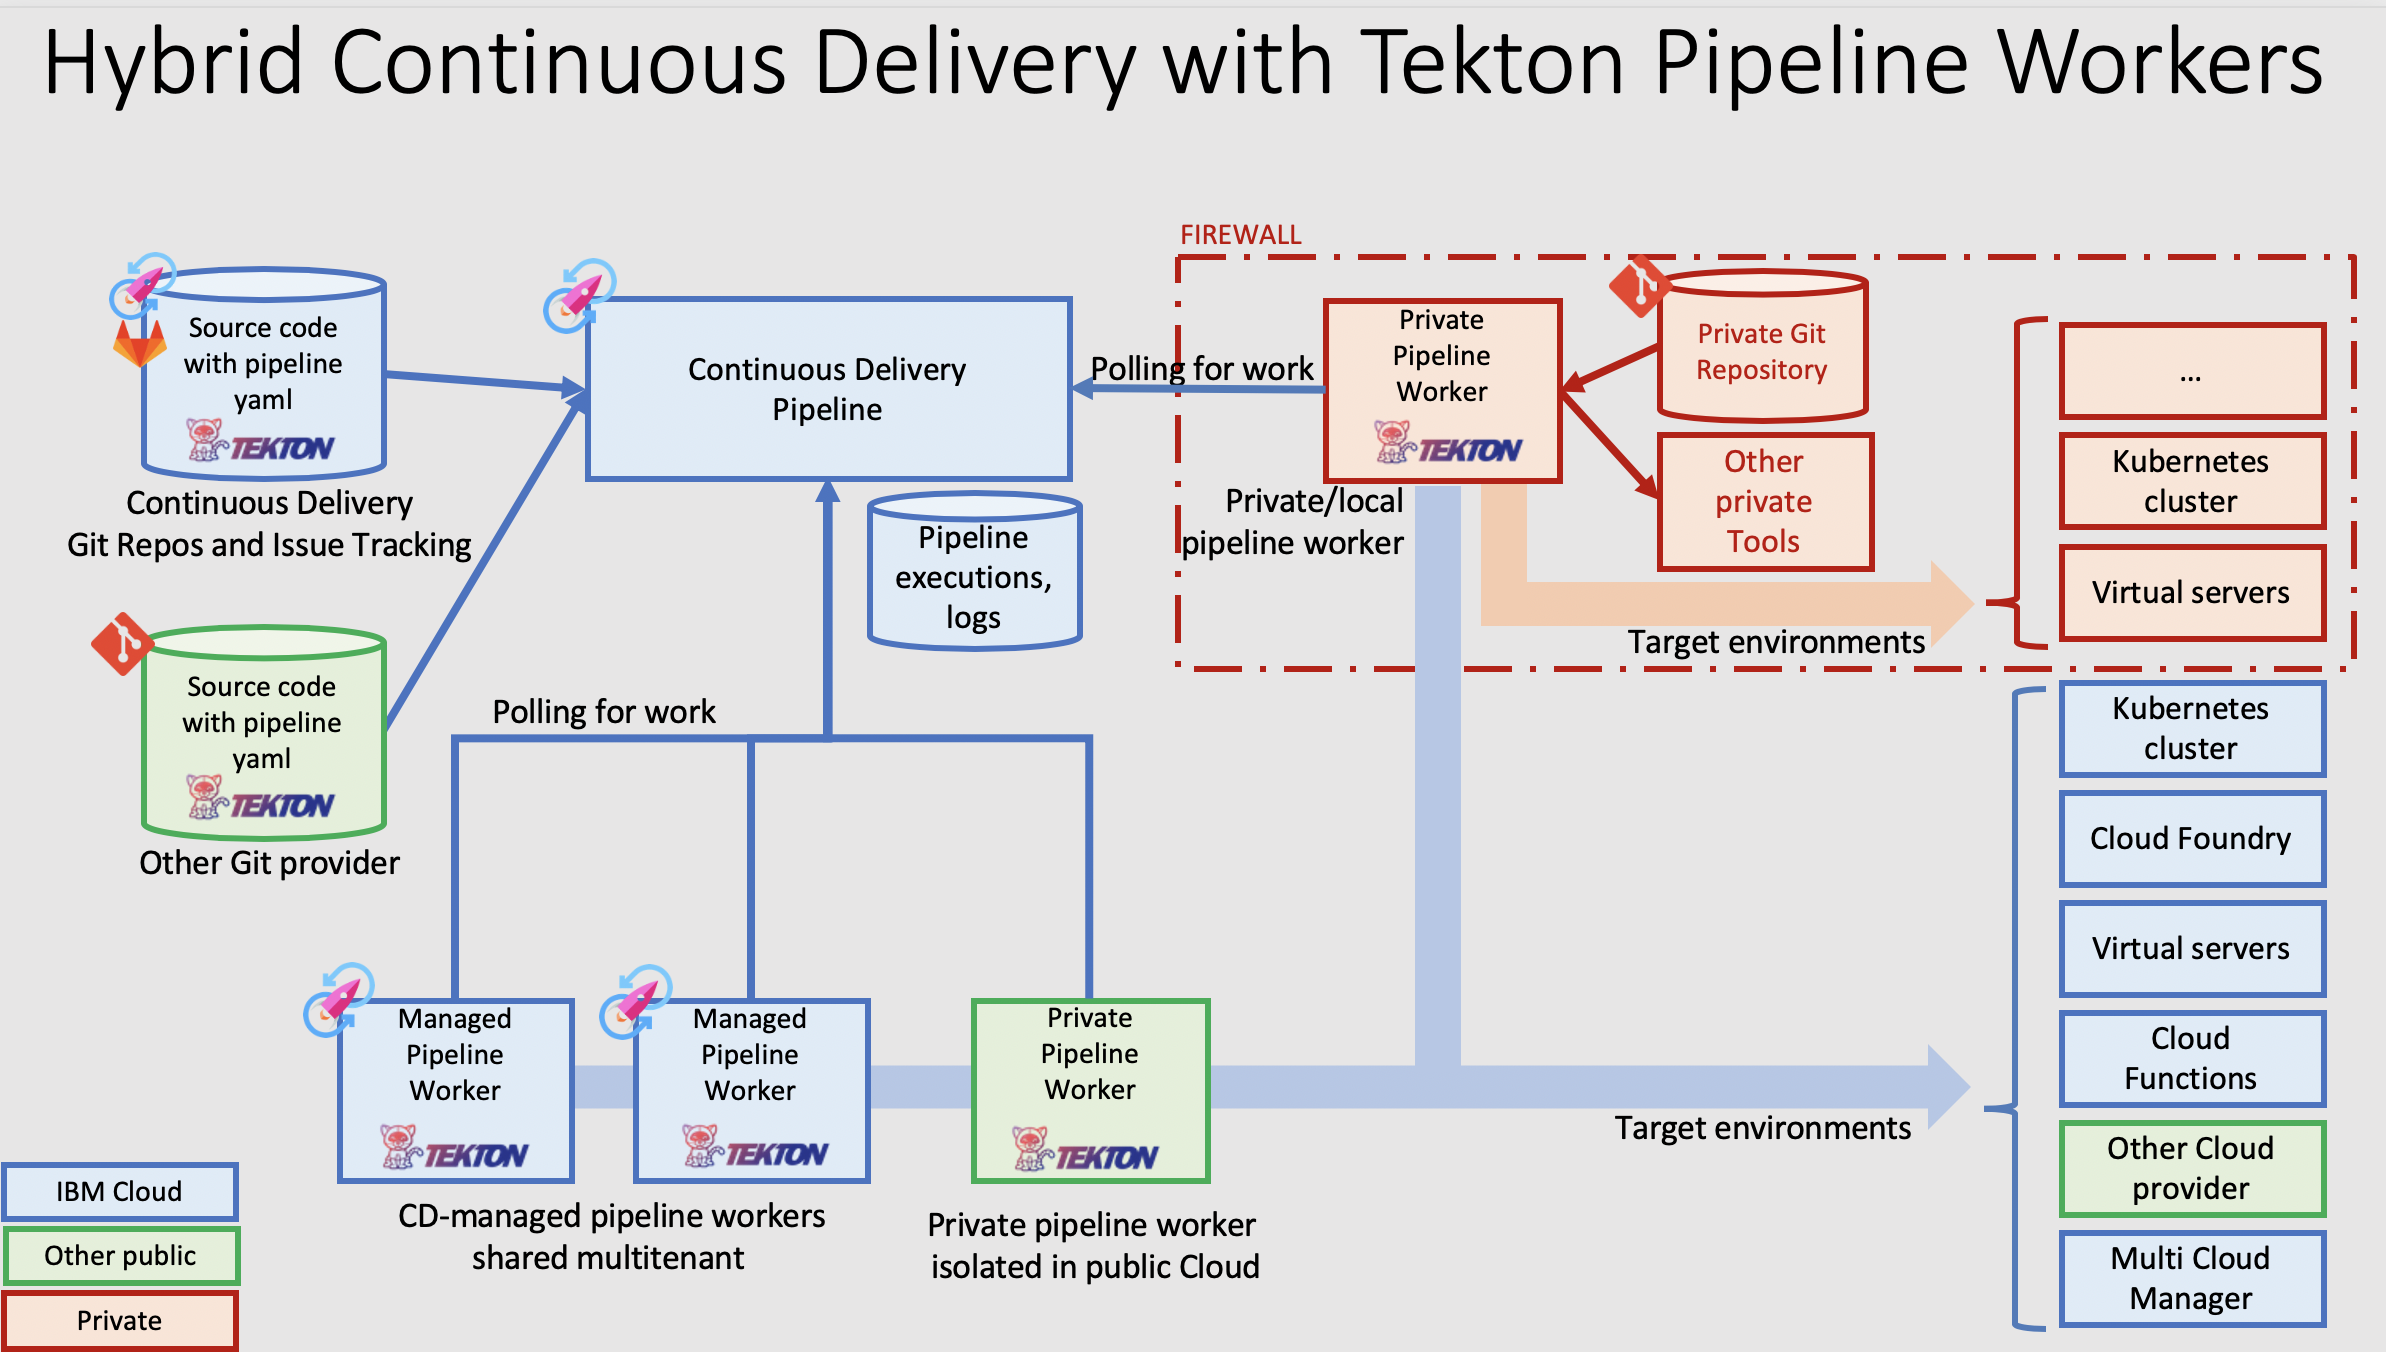 Hybrid Continuous Delivery with Tekton Pipeline Workers
FIREWALL
Source code
with pipeline
yaml
TEKTON
Continuous Delivery
Git Repos and Issue Tracking
Continuous Delivery
Pipeline
Pipeline
executions,
logs
Polling for work
Private
Pipeline
Worker
TEKTON
Private/local
pipeline worker
Private Git
Repository
Other
private
Tools
Target environments
...
Kubernetes
cluster
Virtual servers
Source code
with pipeline
yaml
TEKTON
Other Git provider
Polling for work
Managed
Pipeline
Worker
TEKTON
Managed
Pipeline
Worker
TEKTON
CD-managed pipeline workers
shared multitenant
Private
Pipeline
Worker
TEKTON
Private pipeline worker
isolated in public Cloud
Target environments
Kubernetes
cluster
Cloud Foundry
Virtual servers
Cloud
Functions
Other Cloud
provider
Multi Cloud
Manager
IBM Cloud
Other public
Private